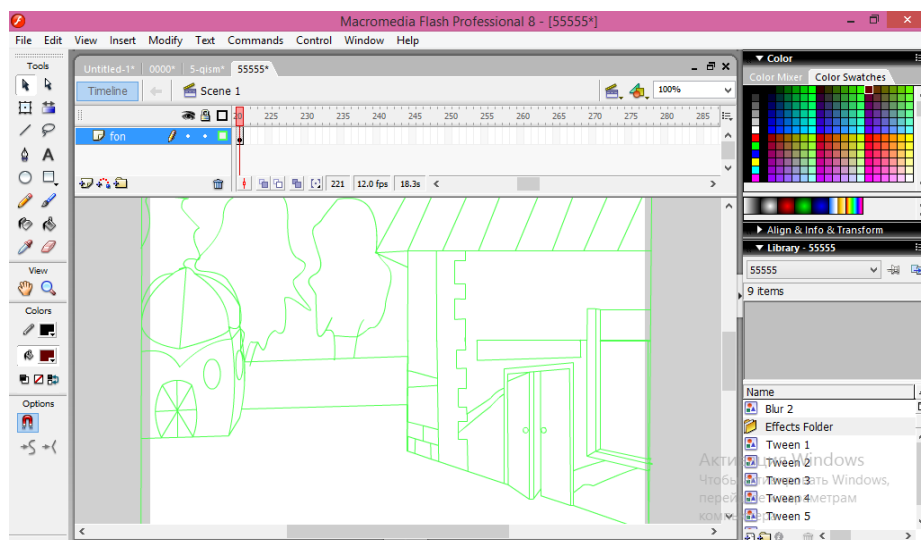 Macromedia Flash Professional 8 - [55555*]
File Edit View Insert Modify Text Commands Control Window Help
Tools
View
Colors
Options
Untitled-1* 0000* 5-qism* 55555*
Timeline Scene 1 100%
20 225 230 235 240 245 250 255 260 265 270 275 280 285
fon
221 12.0 fps 18.3s
Color
Color Mixer Color Swatches
Align & Info & Transform
Library - 55555
55555
9 items
Name
Blur 2
Effects Folder
Tween 1
Tween 2
Tween 3
Tween 4
Tween 5
Windows
Windows,